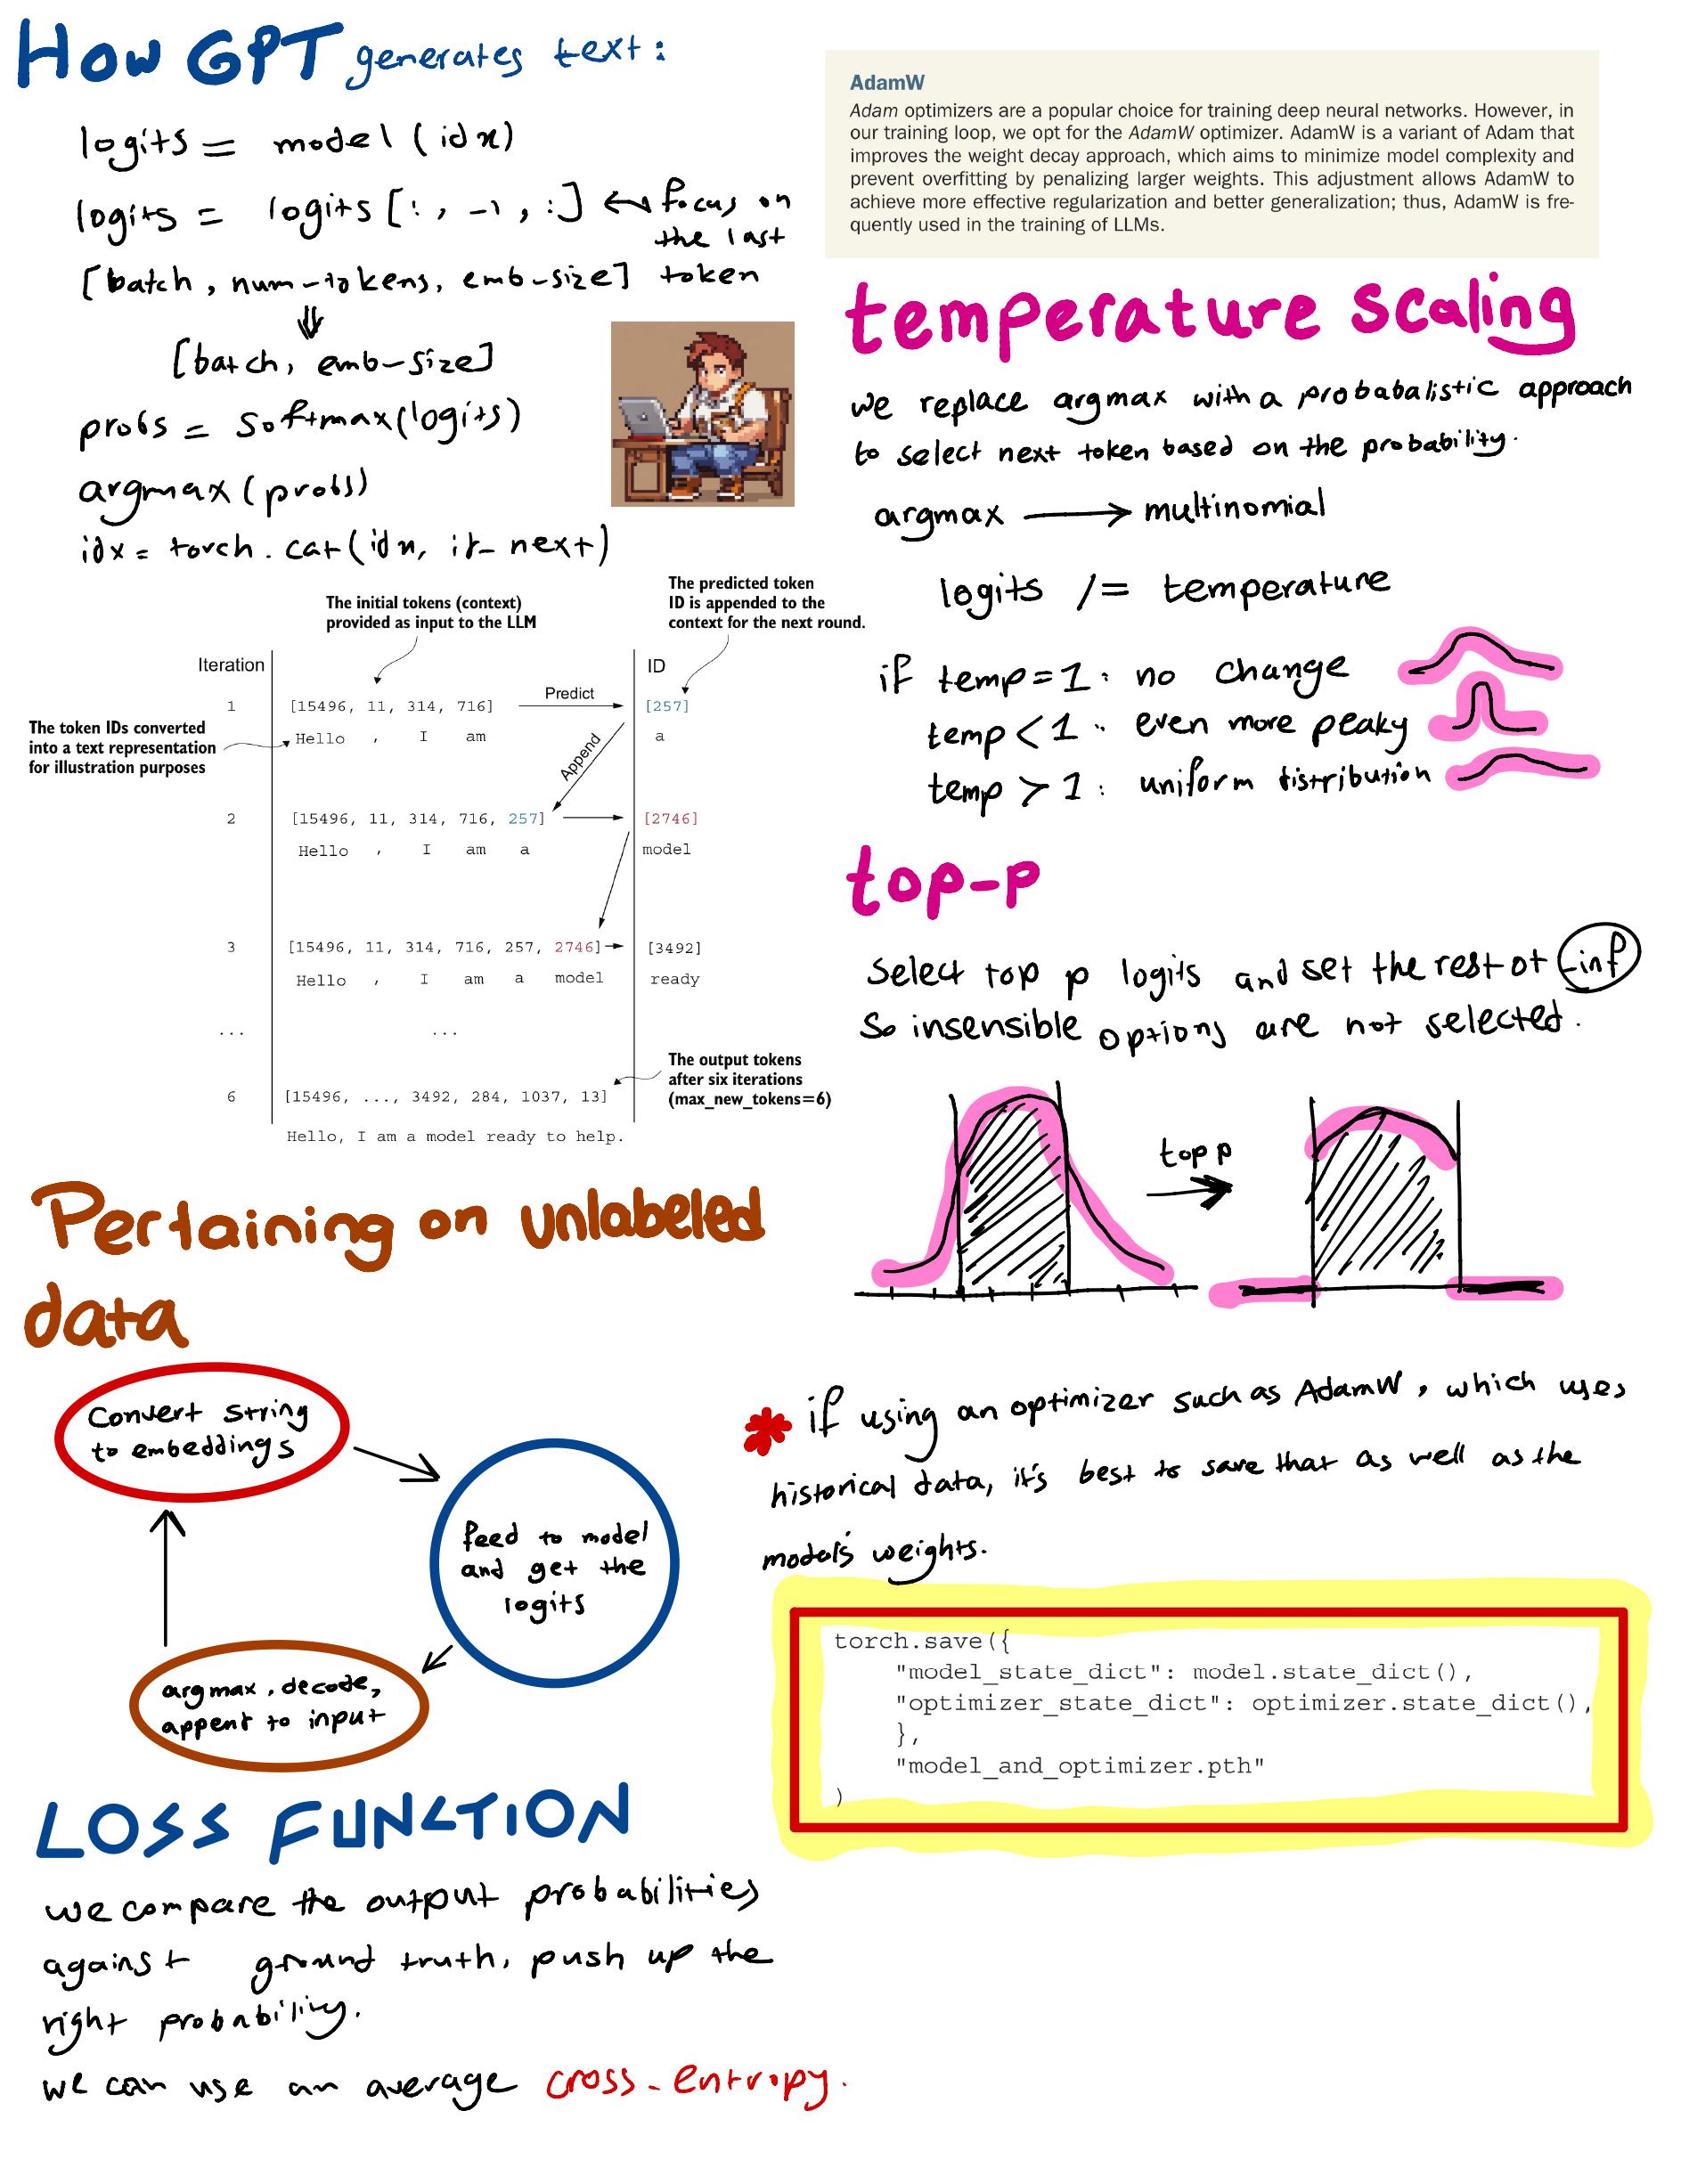 How GPT generates text:
logits = model (idx)
logits = logits [:, -1, :] ↔ focus on
the last
[batch, num-tokens, emb-size] token
⇓
[batch, emb-size]
probs = softmax(logits)
argmax (probs)
idx = torch.cat(idx, it_next)
The initial tokens (context)
provided as input to the LLM
The predicted token
ID is appended to the
context for the next round.
Iteration
ID
1 [15496, 11, 314, 716] Predict [257]
Hello , I am a
The token IDs converted
into a text representation
for illustration purposes
Append
2 [15496, 11, 314, 716, 257] [2746]
Hello , I am a model
3 [15496, 11, 314, 716, 257, 2746] [3492]
Hello , I am a model ready
... ...
The output tokens
after six iterations
(max_new_tokens=6)
6 [15496, ..., 3492, 284, 1037, 13]
Hello, I am a model ready to help.
Pertaining on unlabeled
data
Convert string
to embeddings
feed to model
and get the
logits
argmax, decode,
appent to input
LOSS FUNCTION
we compare the output probabilities
against ground truth, push up the
right probability.
we can use an average cross-entropy.
AdamW
Adam optimizers are a popular choice for training deep neural networks. However, in
our training loop, we opt for the AdamW optimizer. AdamW is a variant of Adam that
improves the weight decay approach, which aims to minimize model complexity and
prevent overfitting by penalizing larger weights. This adjustment allows AdamW to
achieve more effective regularization and better generalization; thus, AdamW is fre-
quently used in the training of LLMs.
temperature scaling
we replace argmax with a probabalistic approach
to select next token based on the probability.
argmax → multinomial
logits /= temperature
if temp=1: no change
temp<1: even more peaky
temp>1: uniform distribution
top-p
Select top p logits and set the rest ot -inf
So insensible options are not selected.
top p
* if using an optimizer such as AdamW, which uses
historical data, it's best to save that as well as the
model's weights.
torch.save({
"model_state_dict": model.state_dict(),
"optimizer_state_dict": optimizer.state_dict(),
},
"model_and_optimizer.pth"
)